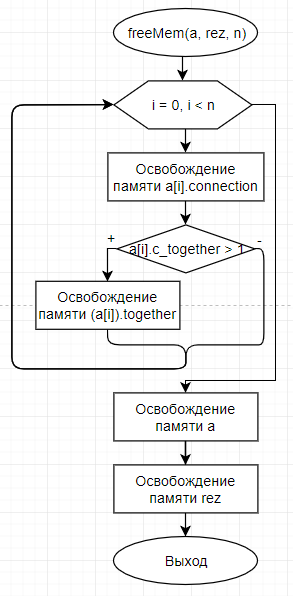 freeMem(a, rez, n)
i = 0, i < n
Освобождение
памяти a[i].connection
a[i].c_together > 1
+
-
Освобождение
памяти (a[i]).together
Освобождение
памяти a
Освобождение
памяти rez
Выход